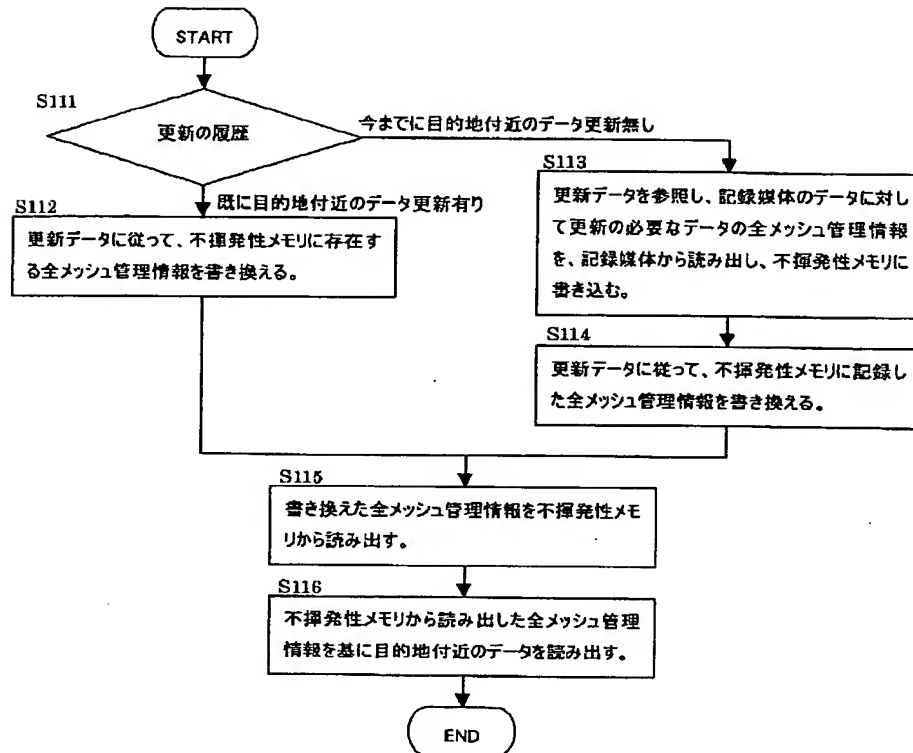 START
S111
更新の履歴
今までに目的地付近のデータ更新無し
S113
更新データを参照し、記録媒体のデータに対し
て更新の必要なデータの全メッシュ管理情報
を、記録媒体から読み出し、不揮発性メモリに
書き込む。
既に目的地付近のデータ更新有り
S112
更新データに従って、不揮発性メモリに存在す
る全メッシュ管理情報を書き換える。
S114
更新データに従って、不揮発性メモリに記録し
た全メッシュ管理情報を書き換える。
S115
書き換えた全メッシュ管理情報を不揮発性メモ
リから読み出す。
S116
不揮発性メモリから読み出した全メッシュ管理
情報を基に目的地付近のデータを読み出す。
END